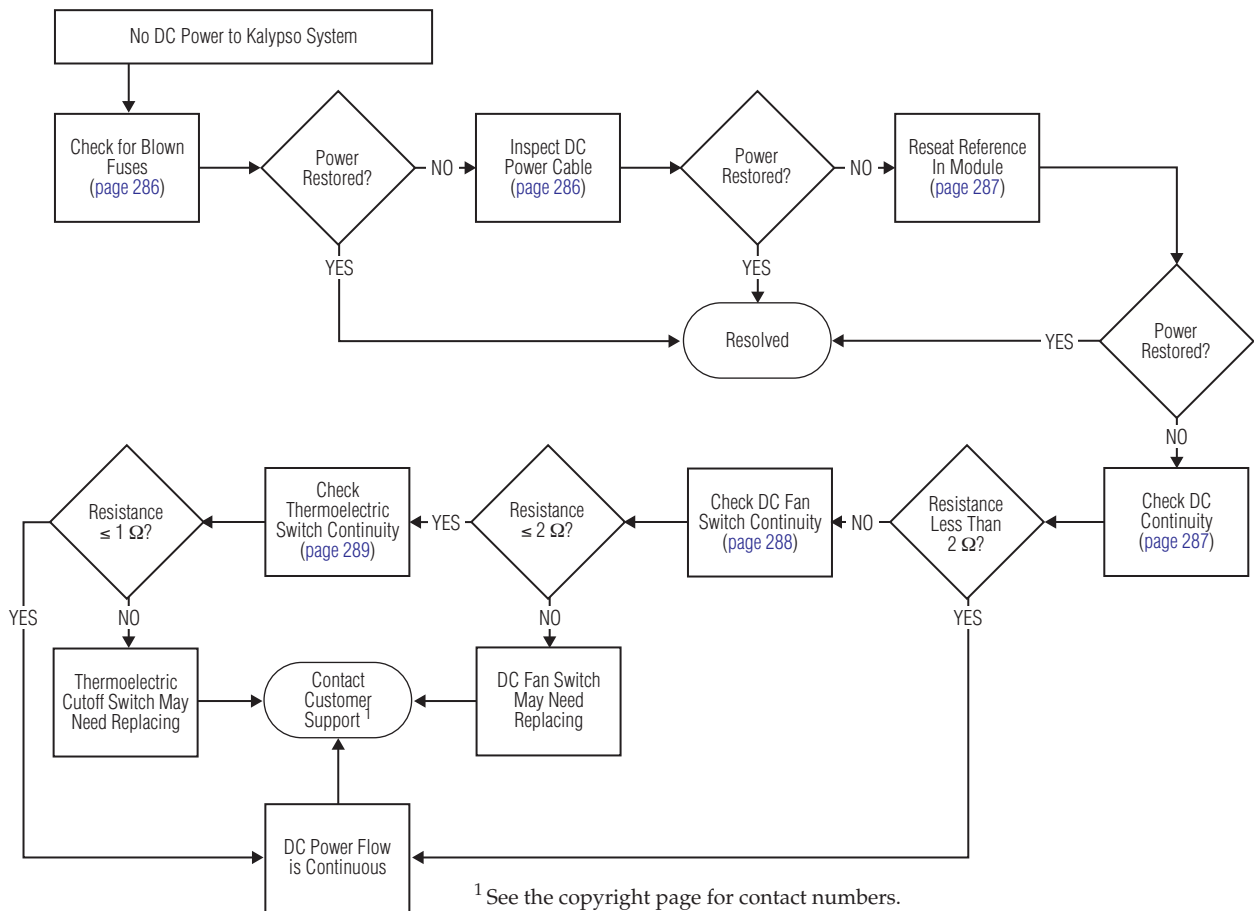 No DC Power to Kalypso System
Check for Blown
Fuses
(page 286)
Power
Restored?
NO
Inspect DC
Power Cable
(page 286)
Power
Restored?
NO
Reseat Reference
In Module
(page 287)
YES
YES
Resolved
YES
Power
Restored?
NO
Check DC
Continuity
(page 287)
Resistance
Less Than
2 Ω?
NO
Check DC Fan
Switch Continuity
(page 288)
Resistance
≤ 2 Ω?
YES
Check
Thermoelectric
Switch Continuity
(page 289)
Resistance
≤ 1 Ω?
YES
NO
NO
YES
Thermoelectric
Cutoff Switch May
Need Replacing
Contact
Customer
Support 1
DC Fan Switch
May Need
Replacing
DC Power Flow
is Continuous
1 See the copyright page for contact numbers.